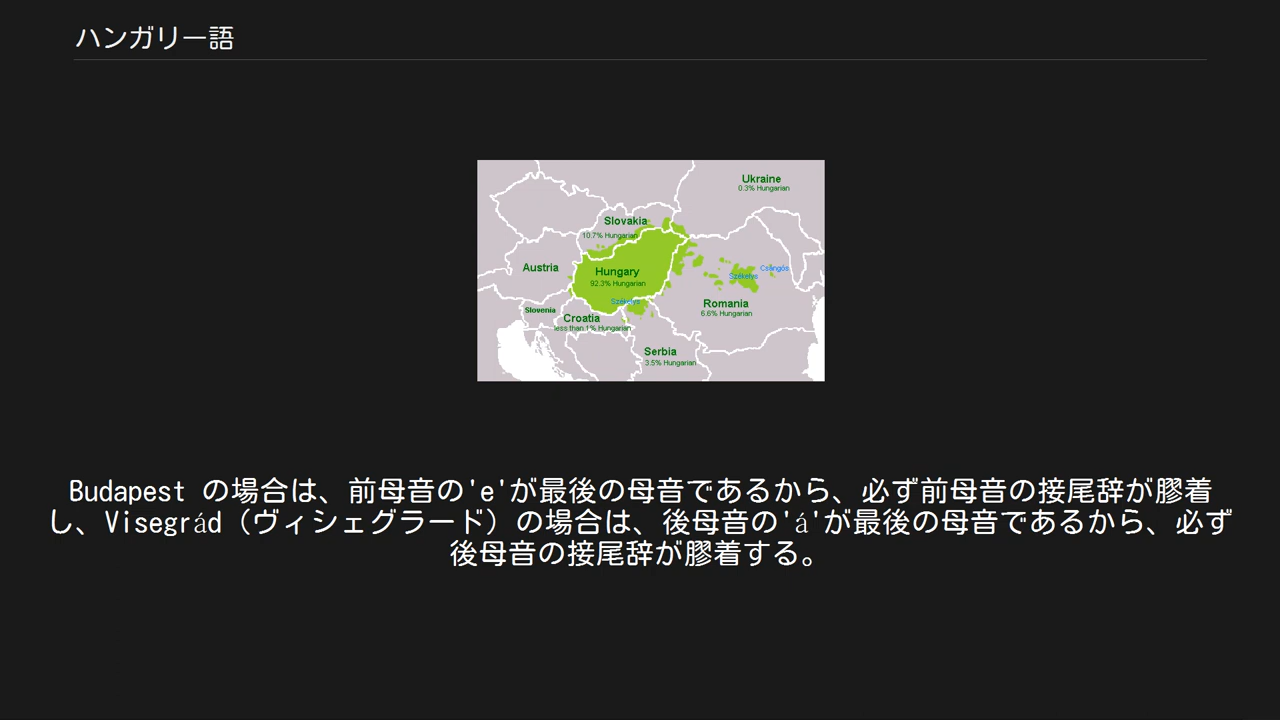 ハンガリー語
Ukraine
0.3% Hungarian
Slovakia
10.7% Hungarian
Austria
Hungary
92.3% Hungarian
Székelys
Csángós
Székelys
Romania
6.6% Hungarian
Slovenia
Croatia
less than 1% Hungarian
Serbia
3.5% Hungarian
Budapest の場合は、前母音の'e'が最後の母音であるから、必ず前母音の接尾辞が膠着
し、Visegrád（ヴィシェグラード）の場合は、後母音の'á'が最後の母音であるから、必ず
後母音の接尾辞が膠着する。